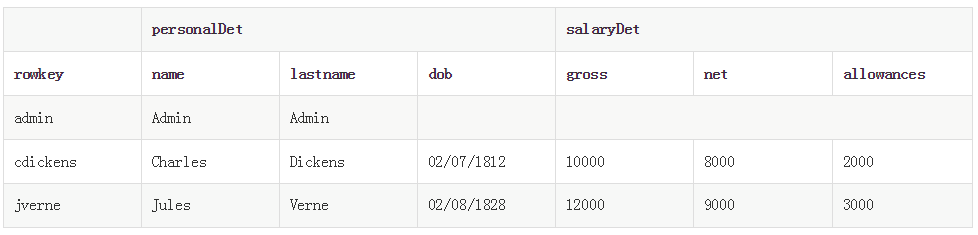 personalDet salaryDet
rowkey name lastname dob gross net allowances
admin Admin Admin
cdickens Charles Dickens 02/07/1812 10000 8000 2000
jverne Jules Verne 02/08/1828 12000 9000 3000